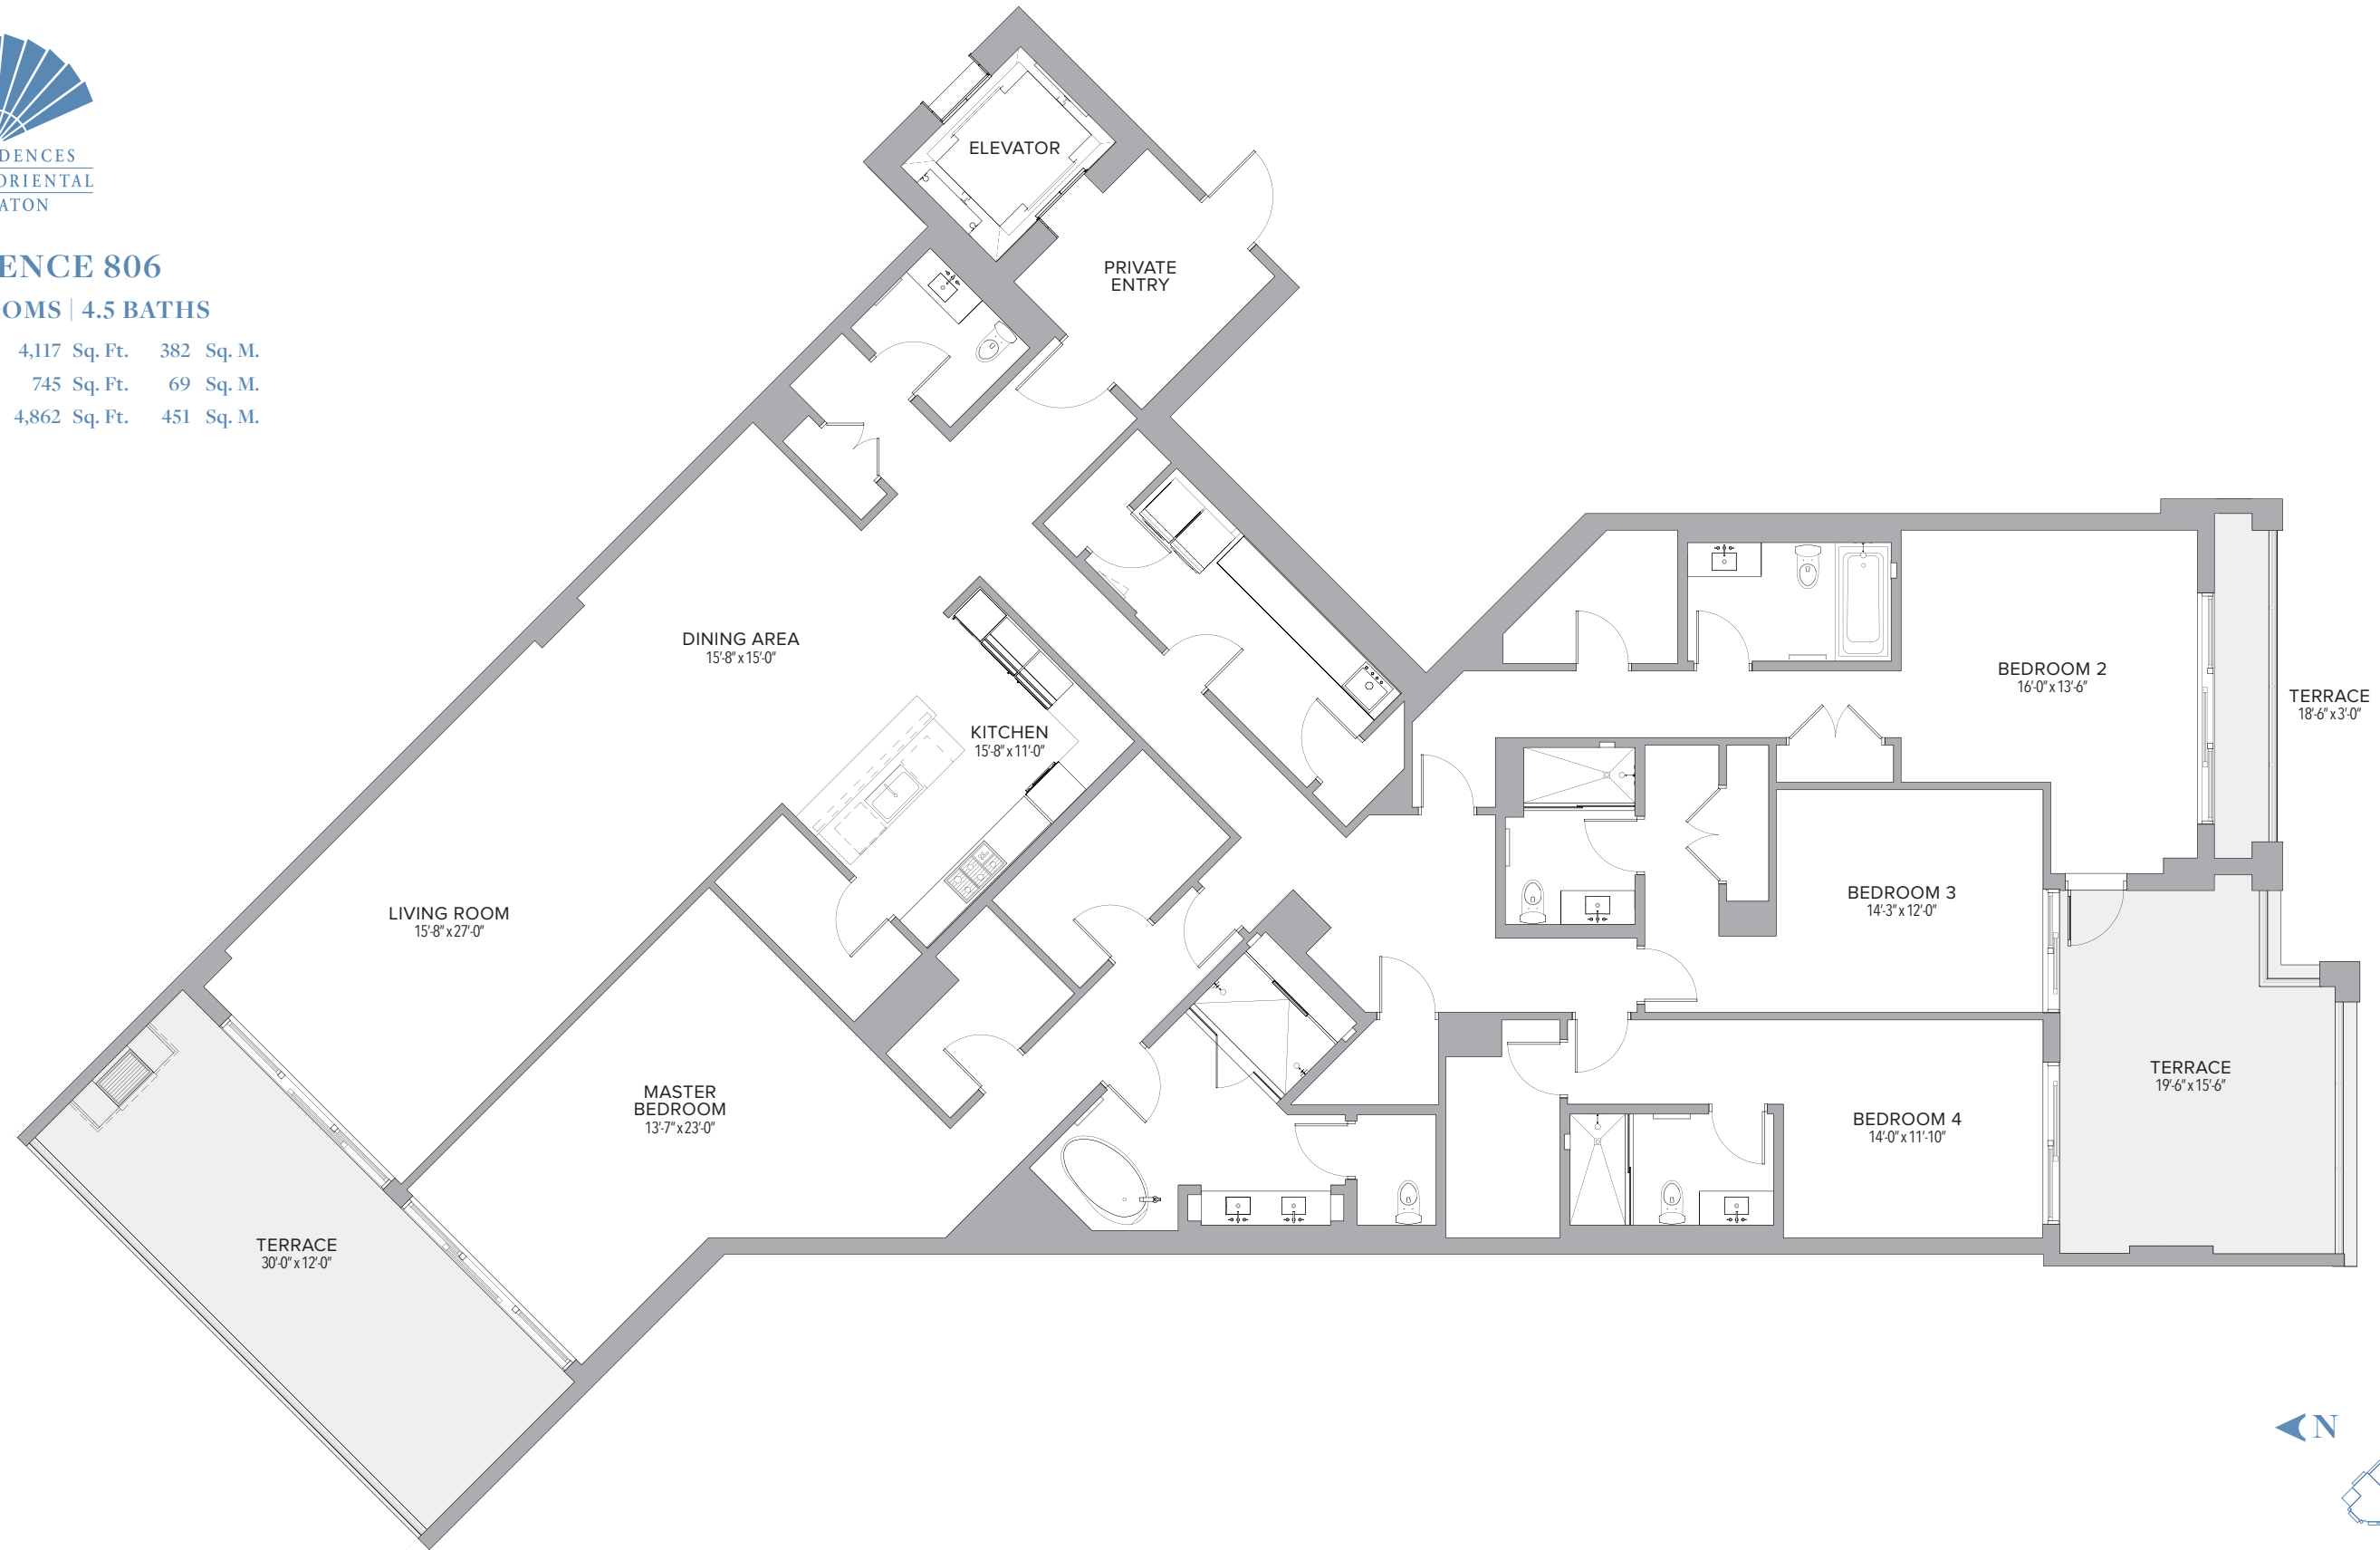 DENCES
ORIENTAL
ATON
ENCE 806
OMS | 4.5 BATHS
4,117 Sq. Ft. 382 Sq. M.
745 Sq. Ft. 69 Sq. M.
4,862 Sq. Ft. 451 Sq. M.
ELEVATOR
PRIVATE
ENTRY
DINING AREA
15'-8" x 15'-0"
KITCHEN
15'-8" x 11'-0"
LIVING ROOM
15'-8" x 27'-0"
MASTER
BEDROOM
13'-7" x 23'-0"
TERRACE
30'-0" x 12'-0"
BEDROOM 2
16'-0" x 13'-6"
TERRACE
18'-6" x 3'-0"
BEDROOM 3
14'-3" x 12'-0"
TERRACE
19'-6" x 15'-6"
BEDROOM 4
14'-0" x 11'-10"
N